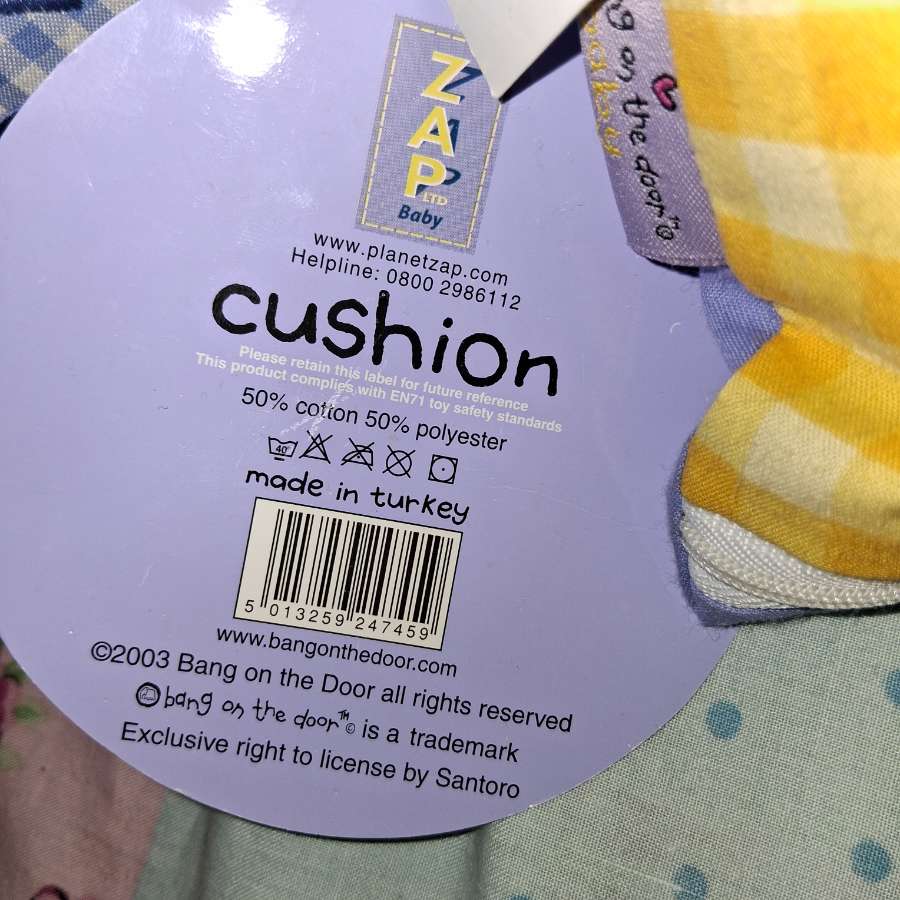 ZAP
LTD
Baby
www.planetzap.com
Helpline: 0800 2986112
cushion
Please retain this label for future reference
This product complies with EN71 toy safety standards
50% cotton 50% polyester
40°
made in turkey
5 013259 247459
www.bangonthedoor.com
©2003 Bang on the Door all rights reserved
bang on the door™© is a trademark
Exclusive right to license by Santoro
on the door™©